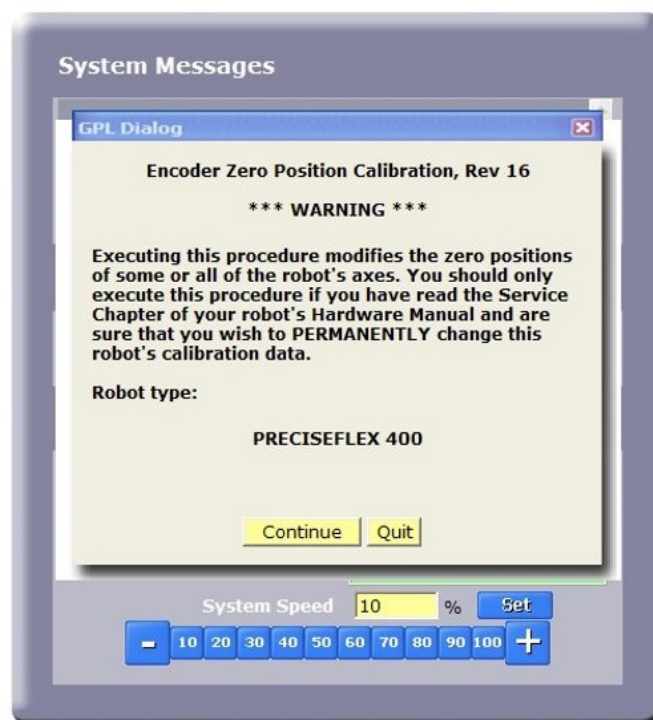 System Messages
GPL Dialog
Encoder Zero Position Calibration, Rev 16
*** WARNING ***
Executing this procedure modifies the zero positions
of some or all of the robot's axes. You should only
execute this procedure if you have read the Service
Chapter of your robot's Hardware Manual and are
sure that you wish to PERMANENTLY change this
robot's calibration data.
Robot type:
PRECISEFLEX 400
Continue Quit
System Speed 10 % Set
- 10 20 30 40 50 60 70 80 90 100 +